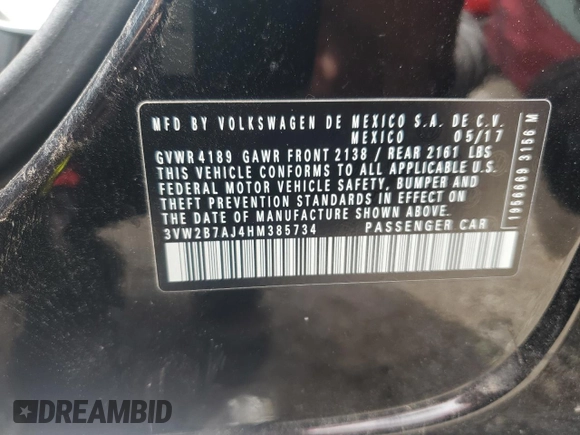 MFD BY VOLKSWAGEN DE MEXICO S.A. DE C.V.
MEXICO 05/17
GVWR 4189 GAWR FRONT 2138 / REAR 2161 LBS
THIS VEHICLE CONFORMS TO ALL APPLICABLE U.S.
FEDERAL MOTOR VEHICLE SAFETY, BUMPER AND
THEFT PREVENTION STANDARDS IN EFFECT ON
THE DATE OF MANUFACTURE SHOWN ABOVE.
3VW2B7AJ4HM385734 PASSENGER CAR
1956669 3156 M
DREAMBID